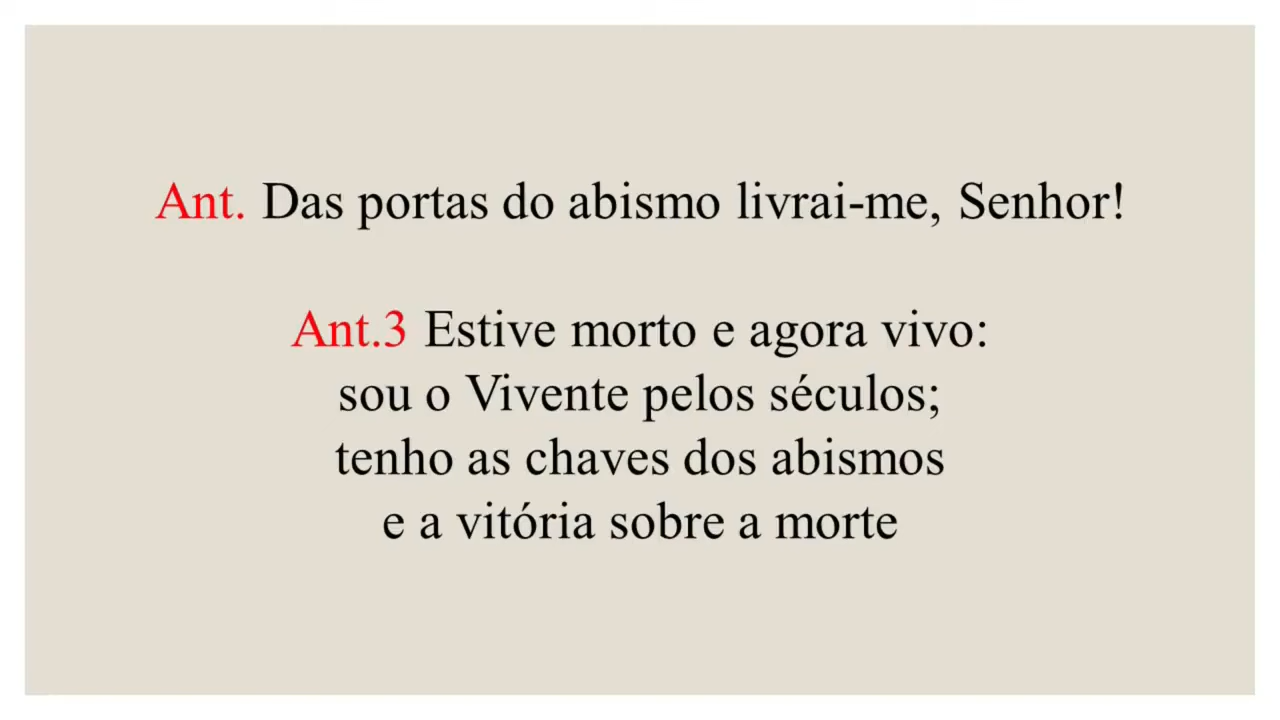 Ant. Das portas do abismo livrai-me, Senhor!
Ant.3 Estive morto e agora vivo:
sou o Vivente pelos séculos;
tenho as chaves dos abismos
e a vitória sobre a morte